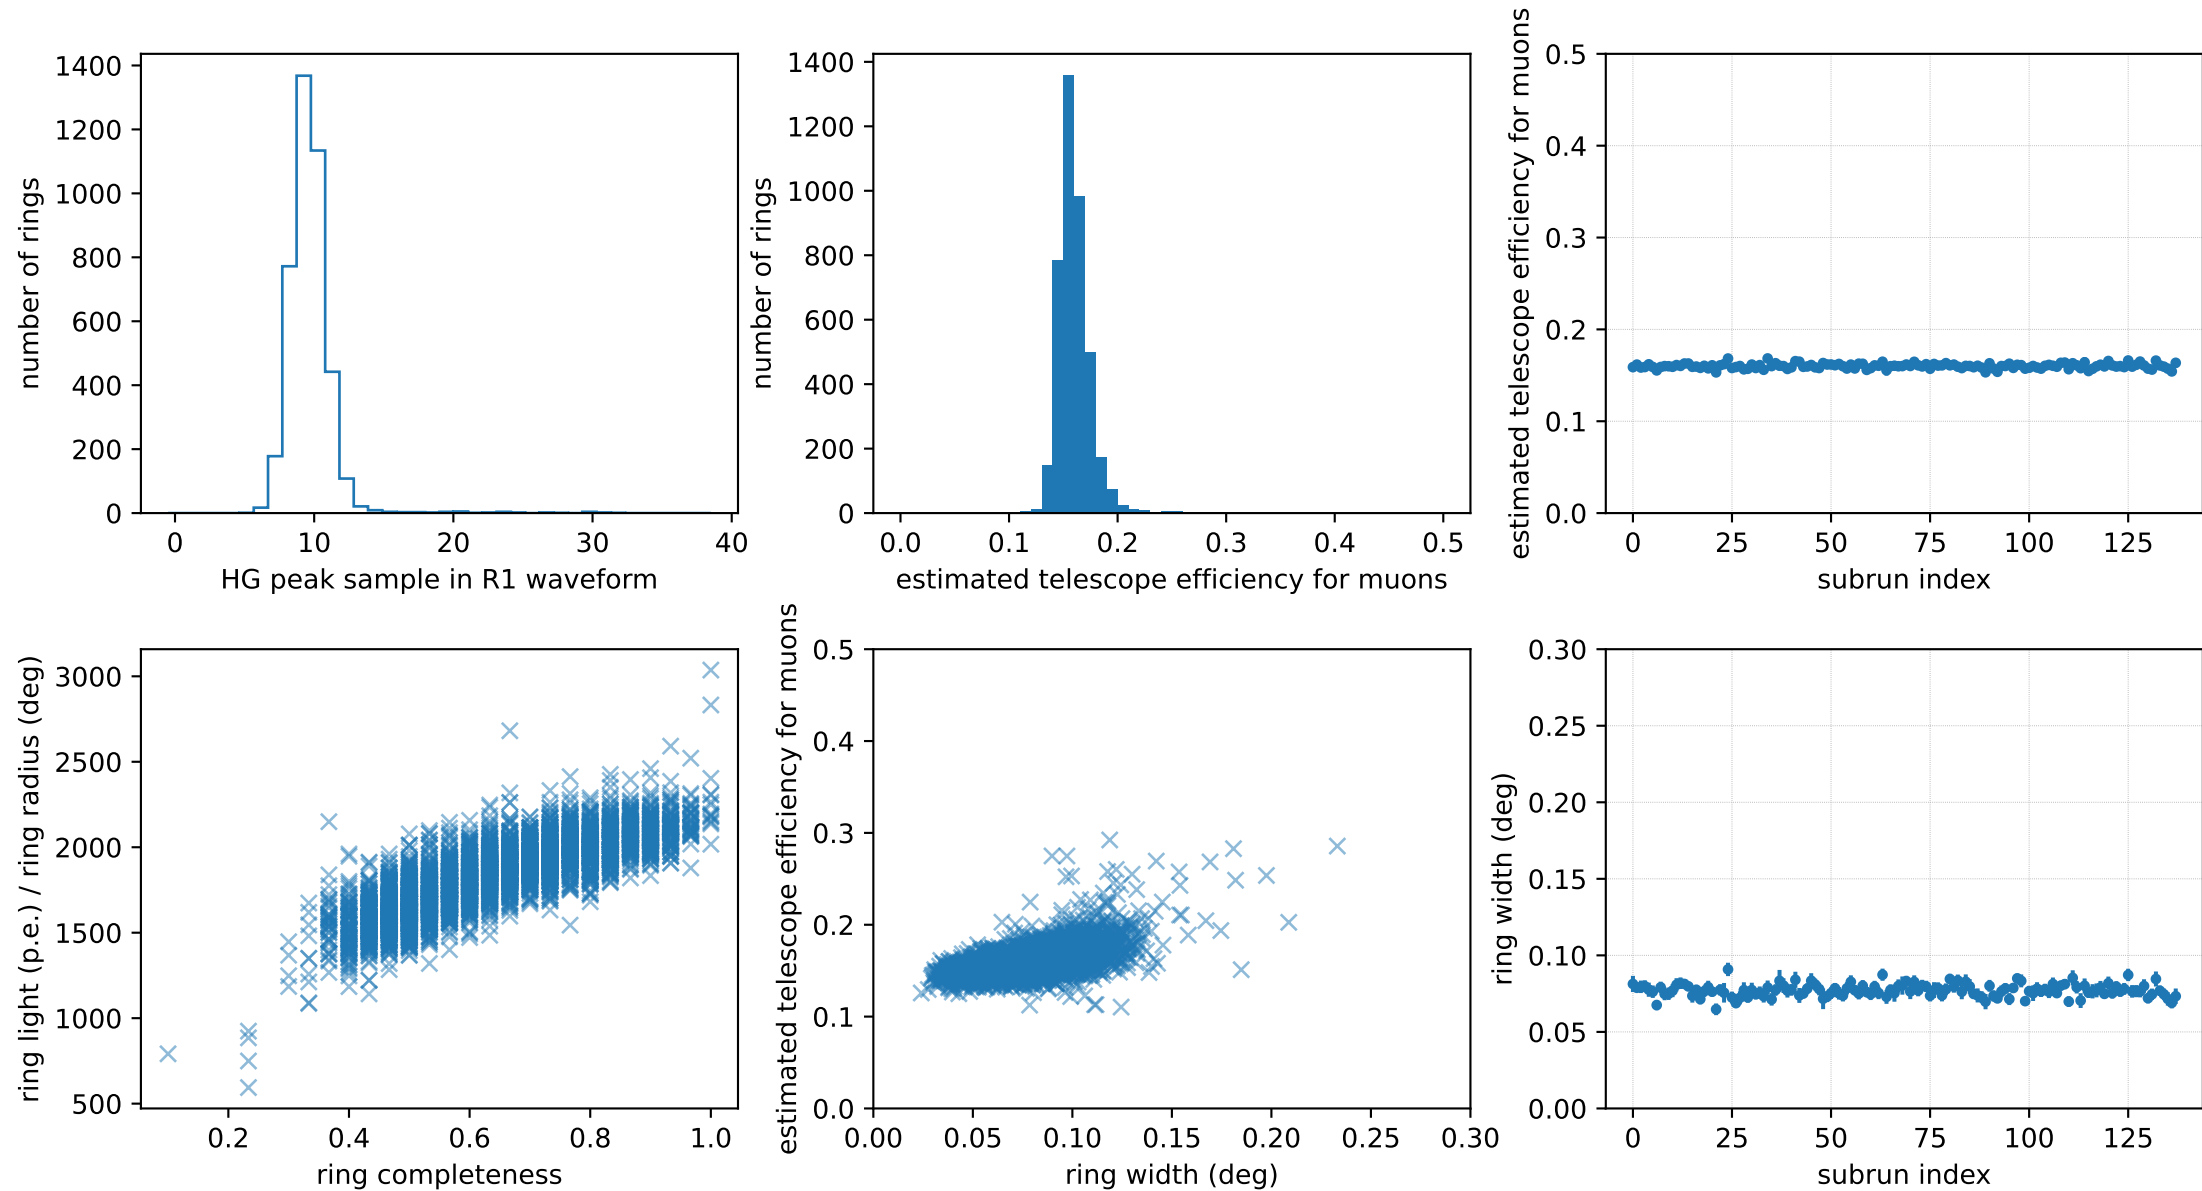 number of rings
1400
1200
1000
800
600
400
200
0
0 10 20 30 40
HG peak sample in R1 waveform
number of rings
1400
1200
1000
800
600
400
200
0
0.0 0.1 0.2 0.3 0.4 0.5
estimated telescope efficiency for muons
estimated telescope efficiency for muons
0.5
0.4
0.3
0.2
0.1
0.0
0 25 50 75 100 125
subrun index
ring light (p.e.) / ring radius (deg)
3000
2500
2000
1500
1000
500
0.2 0.4 0.6 0.8 1.0
ring completeness
estimated telescope efficiency for muons
0.5
0.4
0.3
0.2
0.1
0.0
0.00 0.05 0.10 0.15 0.20 0.25 0.30
ring width (deg)
ring width (deg)
0.30
0.25
0.20
0.15
0.10
0.05
0.00
0 25 50 75 100 125
subrun index